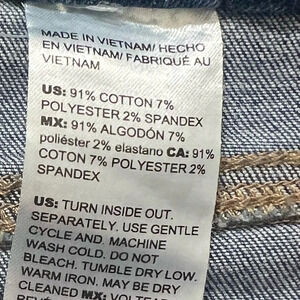 MADE IN VIETNAM/ HECHO
EN VIETNAM/ FABRIQUÉ AU
VIETNAM
US: 91% COTTON 7%
POLYESTER 2% SPANDEX
MX: 91% ALGODÓN 7%
poliéster 2% elastano CA: 91%
COTON 7% POLYESTER 2%
SPANDEX
US: TURN INSIDE OUT.
SEPARATELY. USE GENTLE
CYCLE AND. MACHINE
WASH COLD. DO NOT
BLEACH. TUMBLE DRY LOW.
WARM IRON. MAY BE DRY
CLEANED MX: VOLTEAR